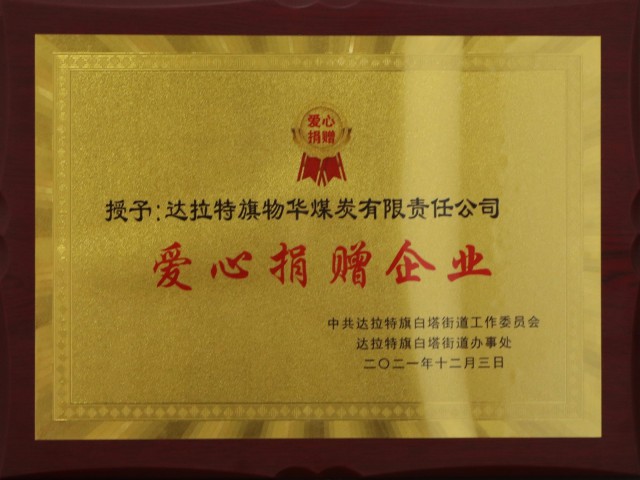 爱心
捐赠
授予:达拉特旗物华煤炭有限责任公司
爱心捐赠企业
中共达拉特旗白塔街道工作委员会
达拉特旗白塔街道办事处
二〇二一年十二月三日